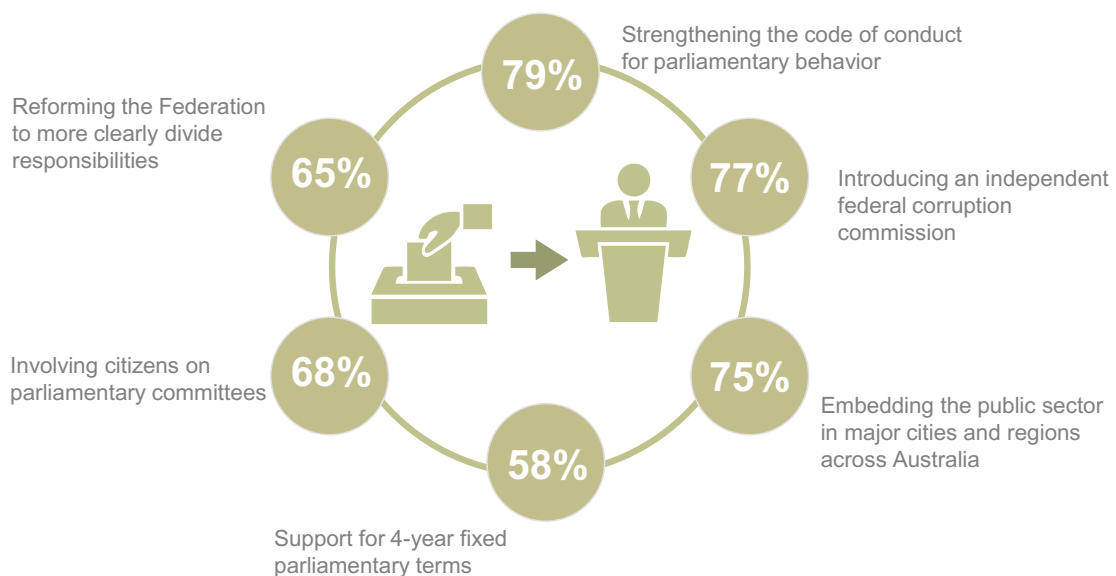 79%
Strengthening the code of conduct
for parliamentary behavior
77%
Introducing an independent
federal corruption
commission
75%
Embedding the public sector
in major cities and regions
across Australia
58%
Support for 4-year fixed
parliamentary terms
68%
Involving citizens on
parliamentary committees
65%
Reforming the Federation
to more clearly divide
responsibilities